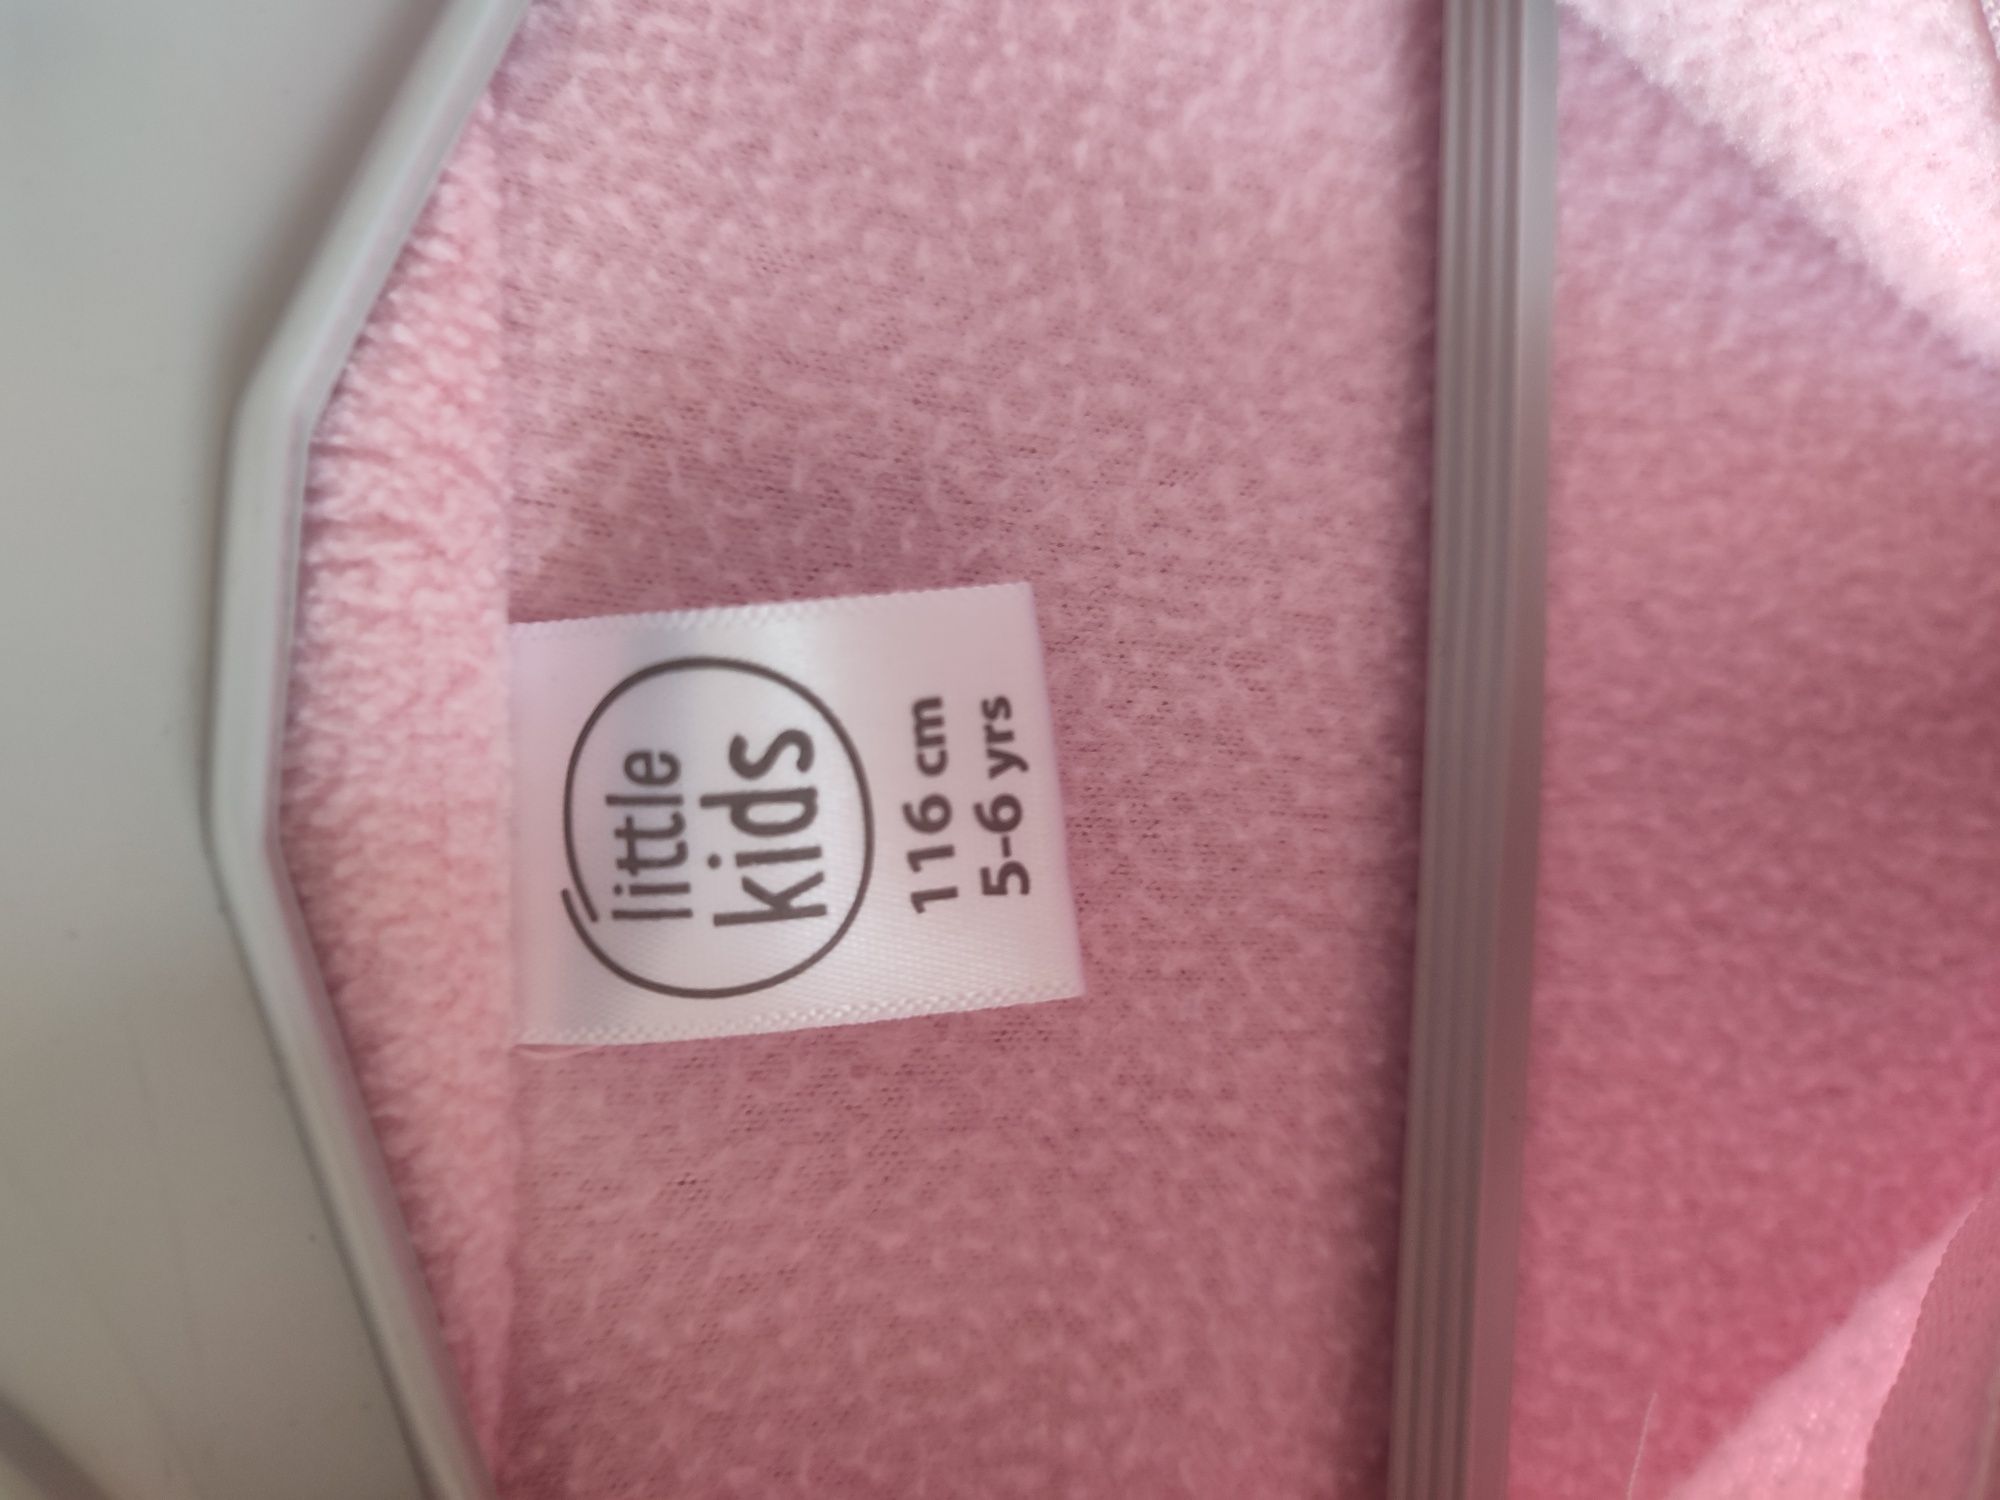 little
kids
116 cm
5-6 yrs